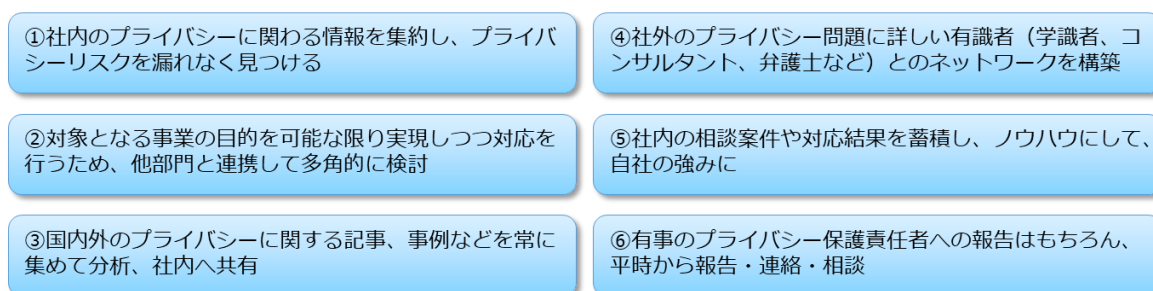 ①社内のプライバシーに関わる情報を集約し、プライバ
シーリスクを漏れなく見つける
②対象となる事業の目的を可能な限り実現しつつ対応を
行うため、他部門と連携して多角的に検討
③国内外のプライバシーに関する記事、事例などを常に
集めて分析、社内へ共有
④社外のプライバシー問題に詳しい有識者（学識者、コ
ンサルタント、弁護士など）とのネットワークを構築
⑤社内の相談案件や対応結果を蓄積し、ノウハウにして、
自社の強みに
⑥有事のプライバシー保護責任者への報告はもちろん、
平時から報告・連絡・相談